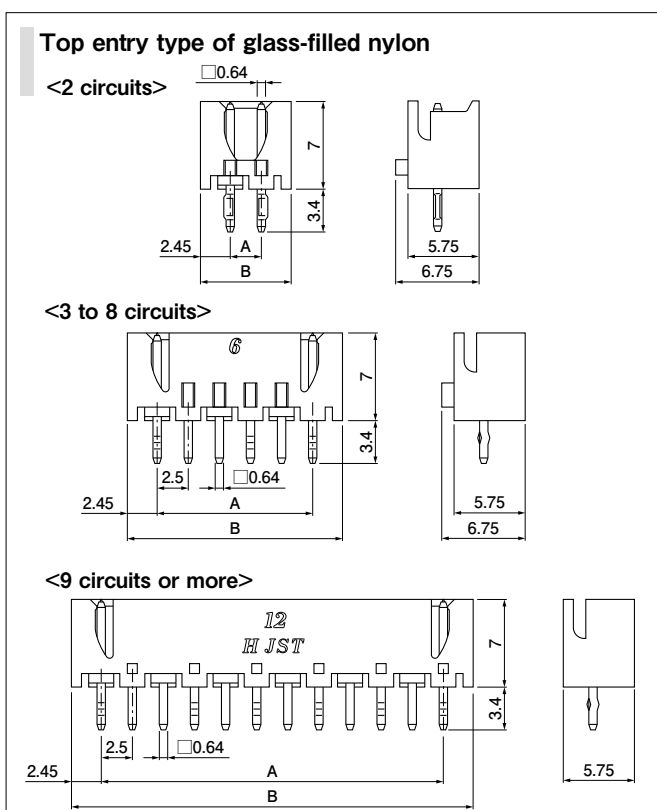 Top entry type of glass-filled nylon
<2 circuits>
□0.64
7
3.4
2.45
A
B
5.75
6.75
<3 to 8 circuits>
6
7
3.4
2.5
□0.64
2.45
A
B
5.75
6.75
<9 circuits or more>
12
H JST
7
3.4
2.5
□0.64
2.45
A
B
5.75